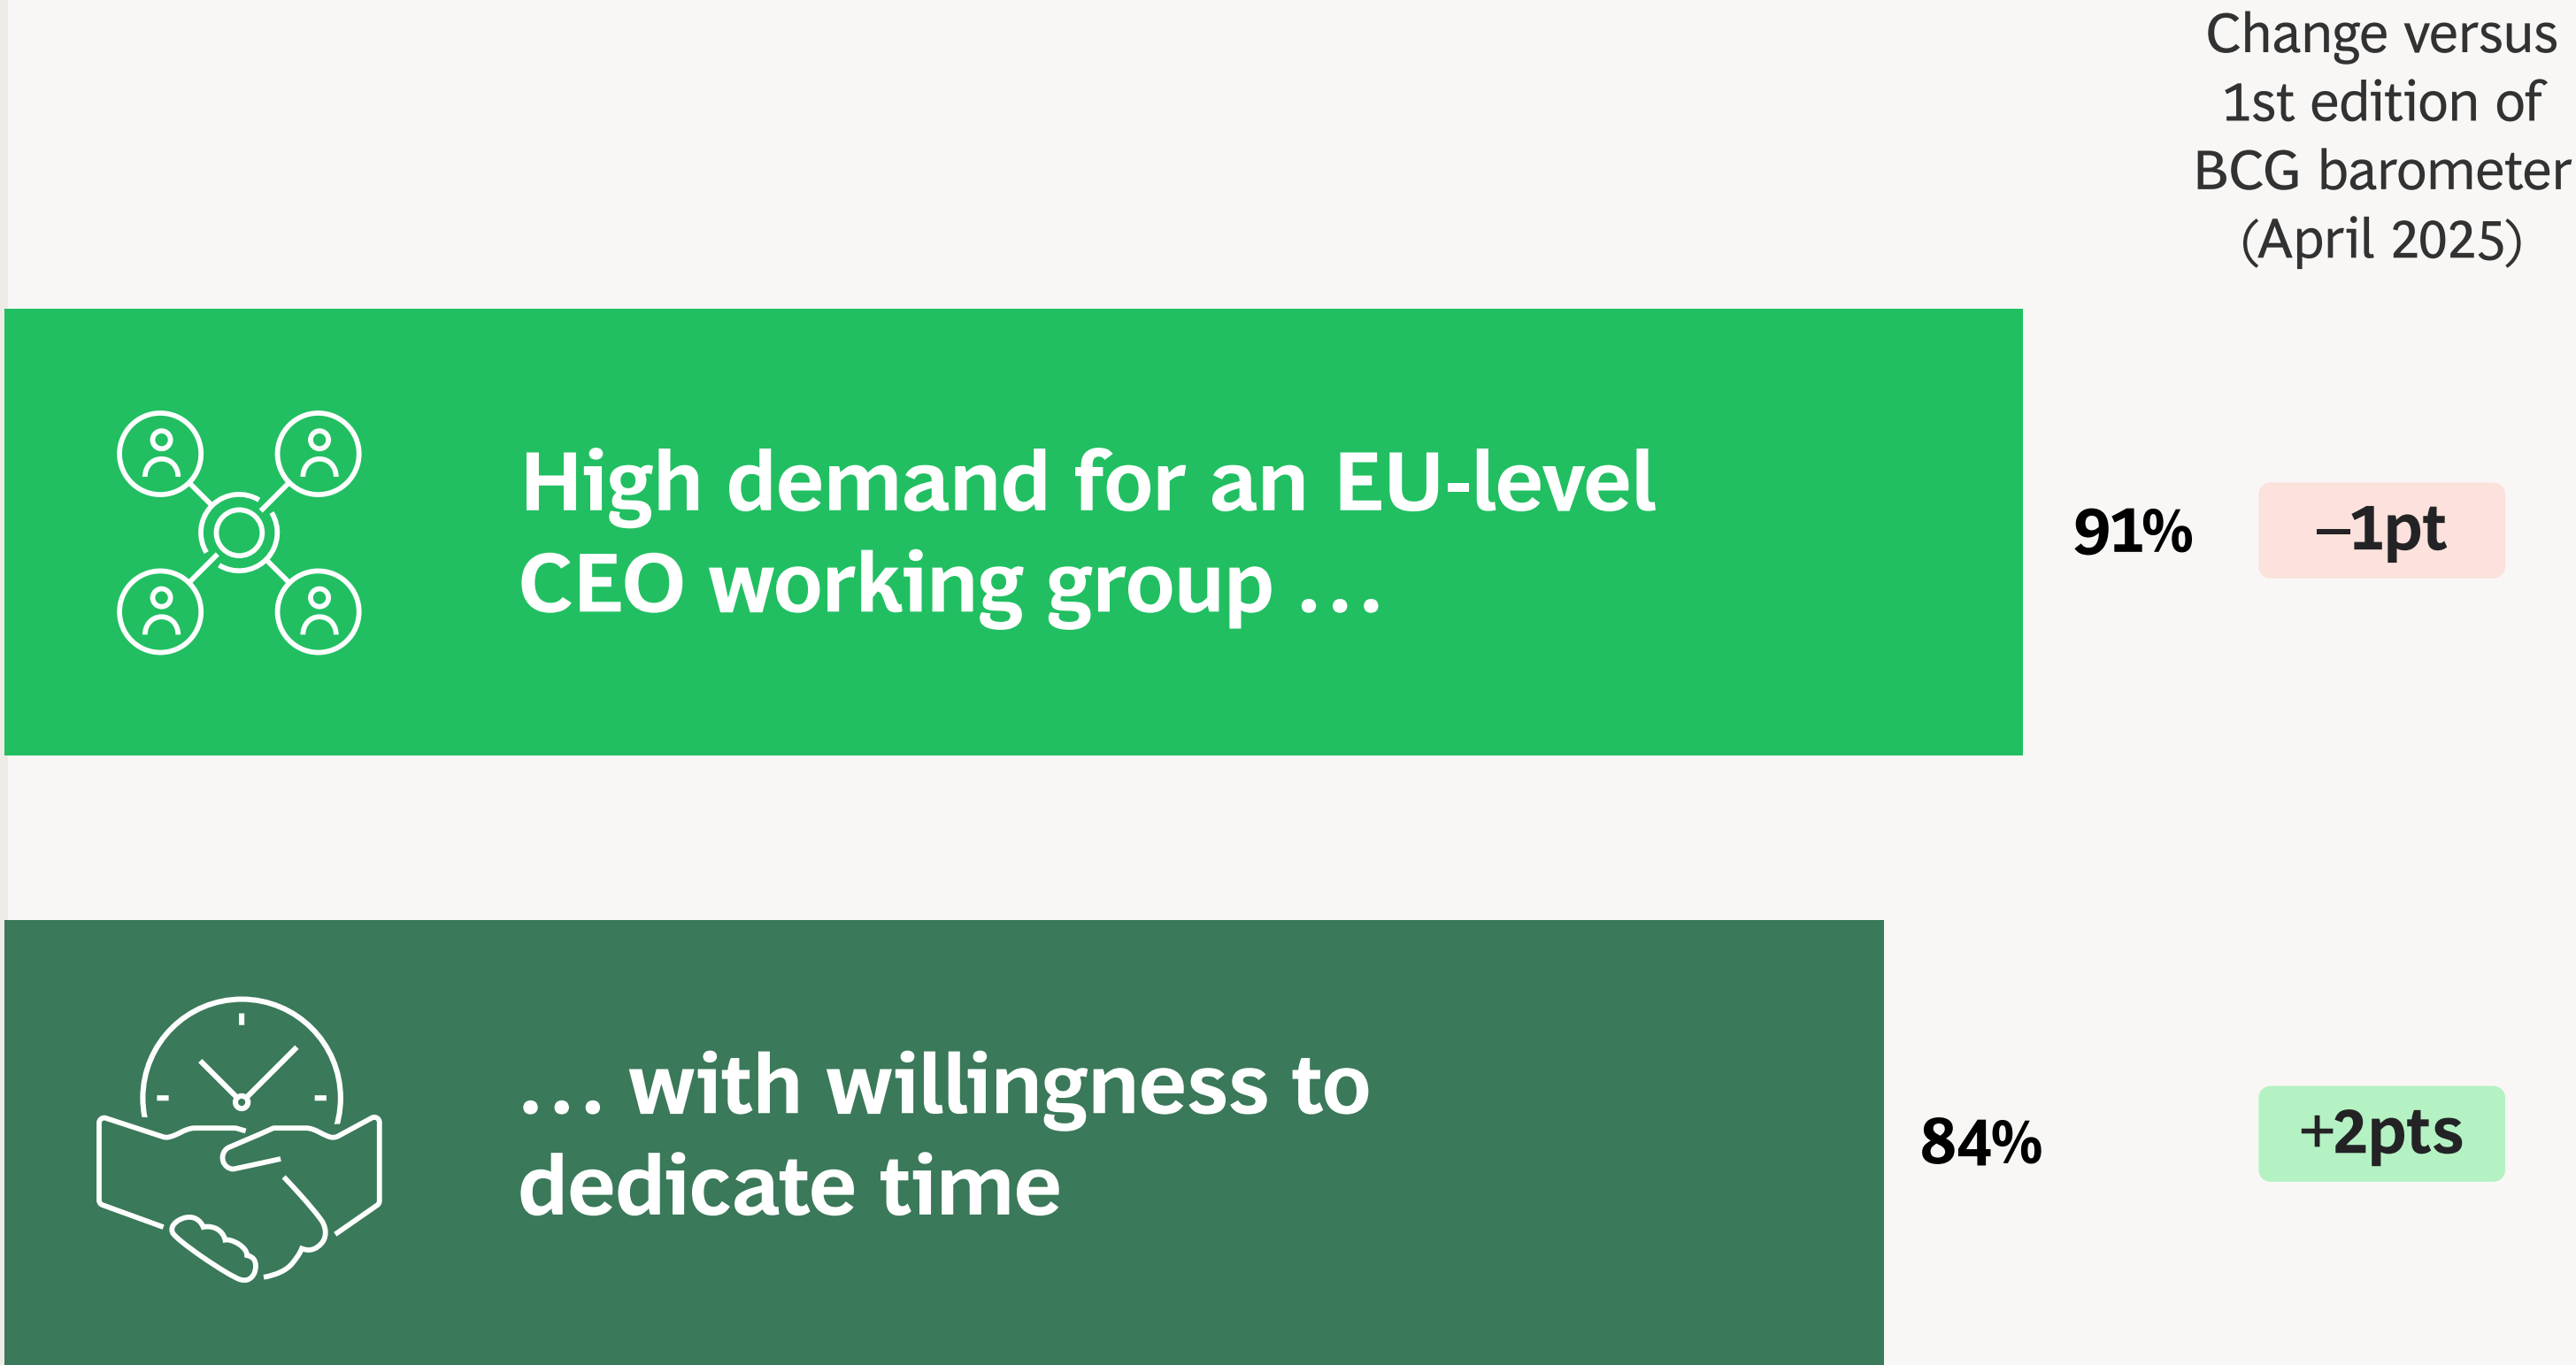 Change versus
1st edition of
BCG barometer
(April 2025)
High demand for an EU-level
CEO working group …
91%
–1pt
… with willingness to
dedicate time
84%
+2pts